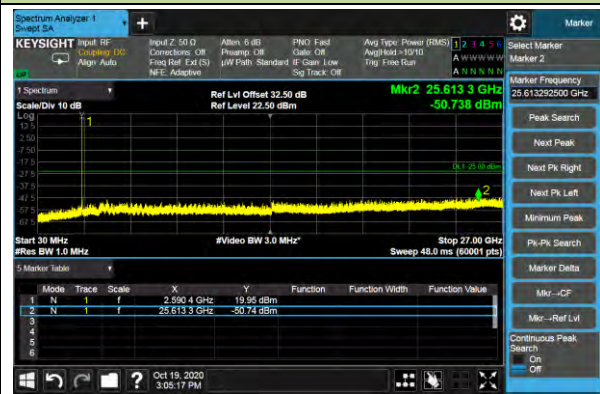 Spectrum Analyzer 1
Swept SA
+
Marker
KEYSIGHT
Input: RF
Coupling: DC
Align: Auto
Input Z: 50 Ω
Corrections: Off
Freq Ref: Ext (S)
NFE: Adaptive
Atten: 6 dB
Preamp: Off
µW Path: Standard
PNO: Fast
Gate: Off
IF Gain: Low
Sig Track: Off
Avg Type: Power (RMS)
Avg|Hold: >10/10
Trig: Free Run
1 2 3 4 5 6
A W W W W W
A N N N N N
Select Marker
Marker 2
Marker Frequency
25.613292500 GHz
Peak Search
Next Peak
Next Pk Right
Next Pk Left
Minimum Peak
Pk-Pk Search
Marker Delta
Mkr→CF
Mkr→Ref Lvl
Continuous Peak
Search
On
Off
1 Spectrum
Scale/Div 10 dB
Ref Lvl Offset 32.50 dB
Ref Level 22.50 dBm
Mkr2 25.613 3 GHz
-50.738 dBm
Log
12.5
2.50
-7.50
-17.5
-27.5
-37.5
-47.5
-57.5
-67.5
1
DL1 -25.00 dBm
2
Start 30 MHz
#Res BW 1.0 MHz
#Video BW 3.0 MHz*
Stop 27.00 GHz
Sweep 48.0 ms (60001 pts)
5 Marker Table
Mode Trace Scale X Y Function Function Width Function Value
1 N 1 f 2.590 4 GHz 19.95 dBm
2 N 1 f 25.613 3 GHz -50.74 dBm
3
4
5
6
?
Oct 19, 2020
3:05:17 PM